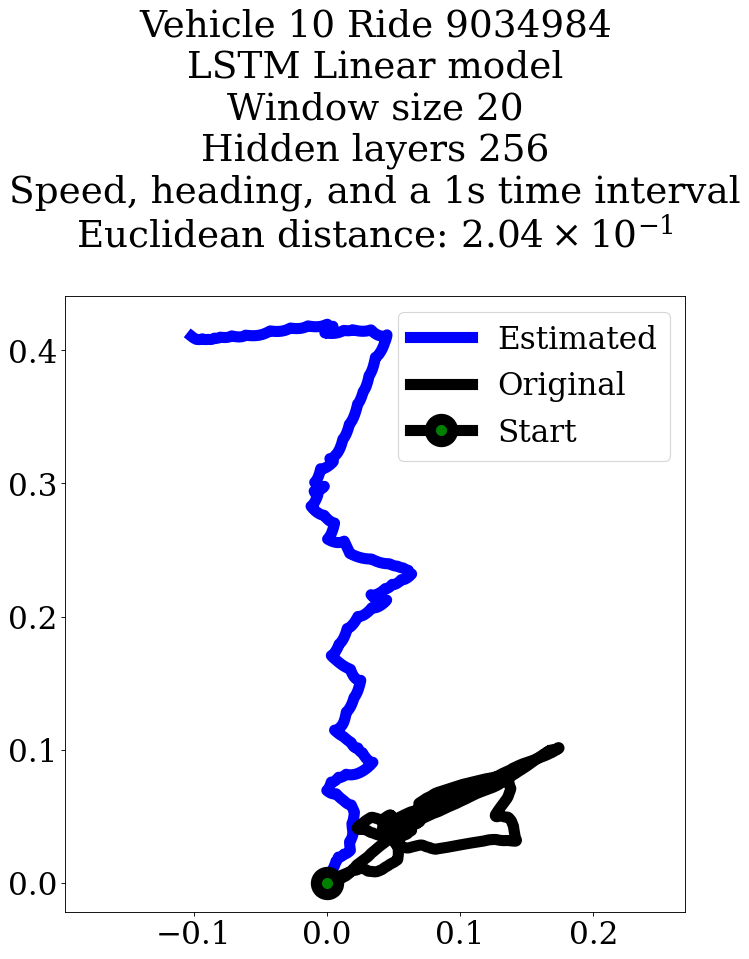 Vehicle 10 Ride 9034984
LSTM Linear model
Window size 20
Hidden layers 256
Speed, heading, and a 1s time interval
Euclidean distance: 2.04 × 10⁻¹
Estimated
Original
Start
0.4
0.3
0.2
0.1
0.0
−0.1 0.0 0.1 0.2